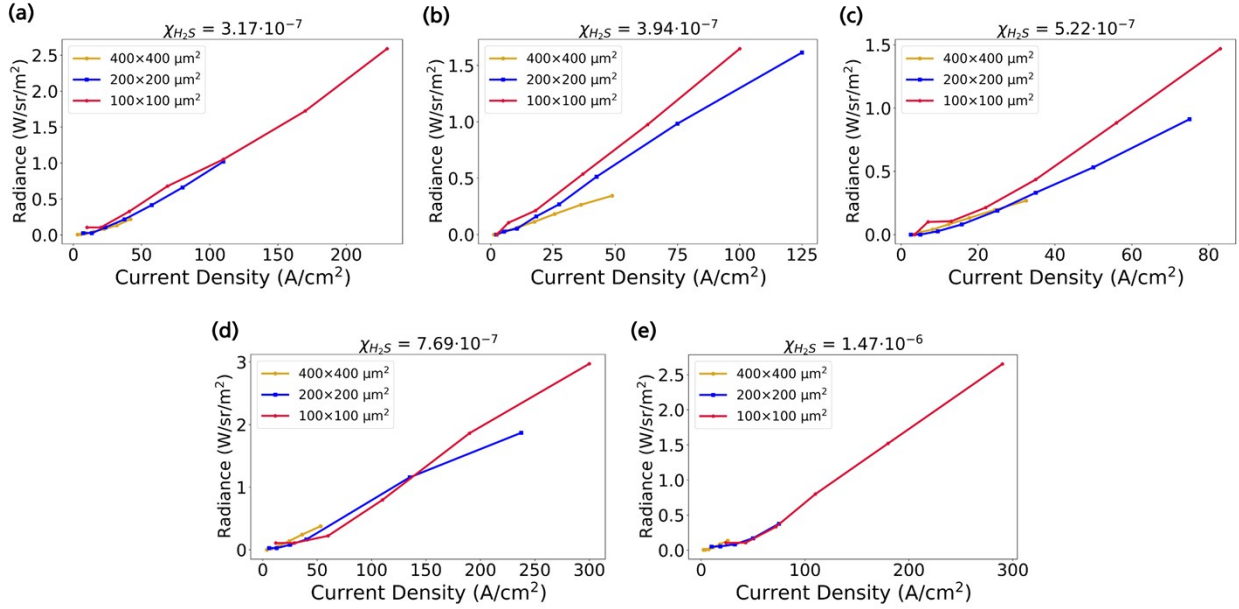 (a)
χ_H₂S = 3.17·10⁻⁷
Radiance (W/sr/m²)
2.5
2.0
1.5
1.0
0.5
0.0
400×400 μm²
200×200 μm²
100×100 μm²
0
50
100
150
200
Current Density (A/cm²)
(b)
χ_H₂S = 3.94·10⁻⁷
Radiance (W/sr/m²)
1.5
1.0
0.5
0.0
400×400 μm²
200×200 μm²
100×100 μm²
0
25
50
75
100
125
Current Density (A/cm²)
(c)
χ_H₂S = 5.22·10⁻⁷
Radiance (W/sr/m²)
1.5
1.0
0.5
0.0
400×400 μm²
200×200 μm²
100×100 μm²
0
20
40
60
80
Current Density (A/cm²)
(d)
χ_H₂S = 7.69·10⁻⁷
Radiance (W/sr/m²)
3
2
1
0
400×400 μm²
200×200 μm²
100×100 μm²
0
50
100
150
200
250
300
Current Density (A/cm²)
(e)
χ_H₂S = 1.47·10⁻⁶
Radiance (W/sr/m²)
2.5
2.0
1.5
1.0
0.5
0.0
400×400 μm²
200×200 μm²
100×100 μm²
0
100
200
300
Current Density (A/cm²)